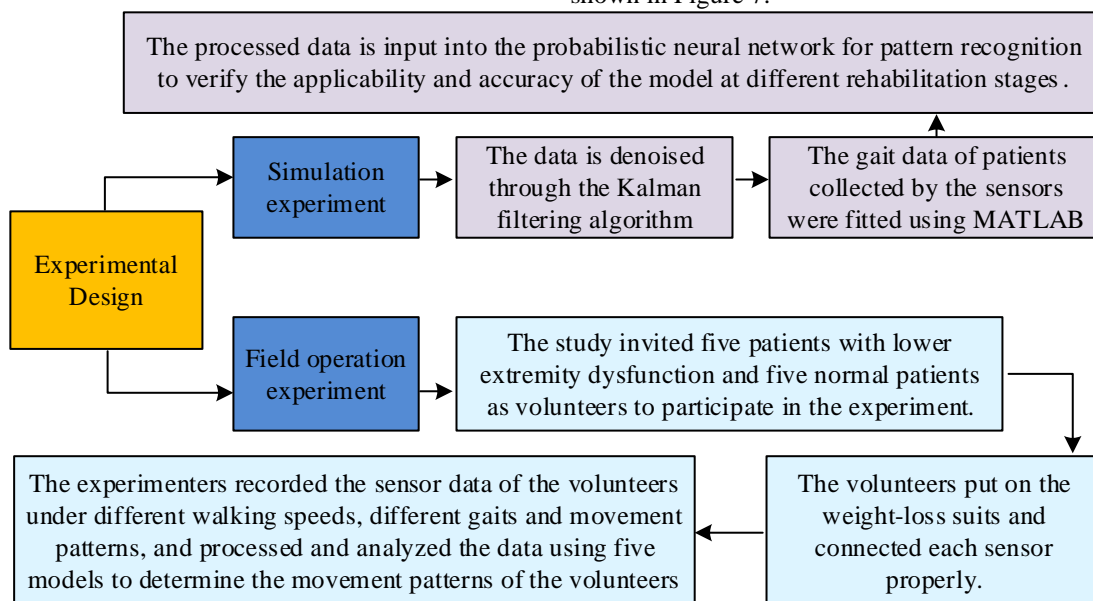 shown in Figure 7.
The processed data is input into the probabilistic neural network for pattern recognition
to verify the applicability and accuracy of the model at different rehabilitation stages.
Simulation
experiment
The data is denoised
through the Kalman
filtering algorithm
The gait data of patients
collected by the sensors
were fitted using MATLAB
Experimental
Design
Field operation
experiment
The study invited five patients with lower
extremity dysfunction and five normal patients
as volunteers to participate in the experiment.
The volunteers put on the
weight-loss suits and
connected each sensor
properly.
The experimenters recorded the sensor data of the volunteers
under different walking speeds, different gaits and movement
patterns, and processed and analyzed the data using five
models to determine the movement patterns of the volunteers